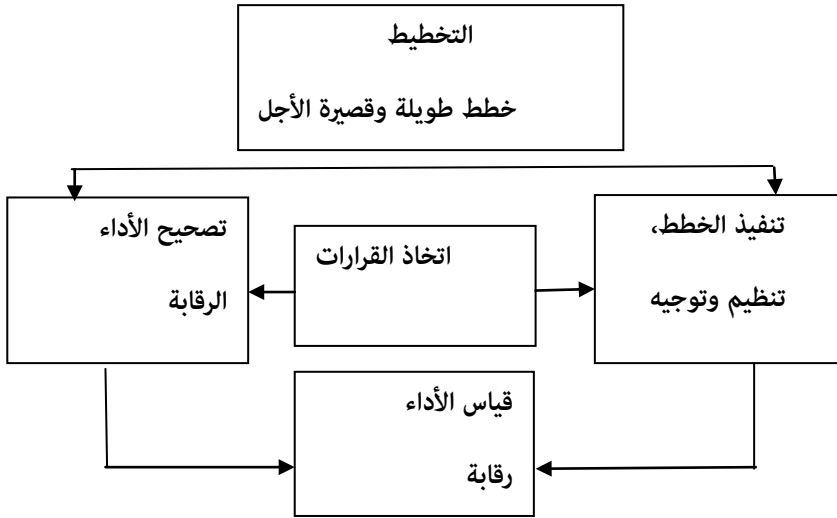 التخطيط
خطط طويلة وقصيرة الأجل
تنفيذ الخطط،
تنظيم وتوجيه
اتخاذ القرارات
تصحيح الأداء
الرقابة
قياس الأداء
رقابة